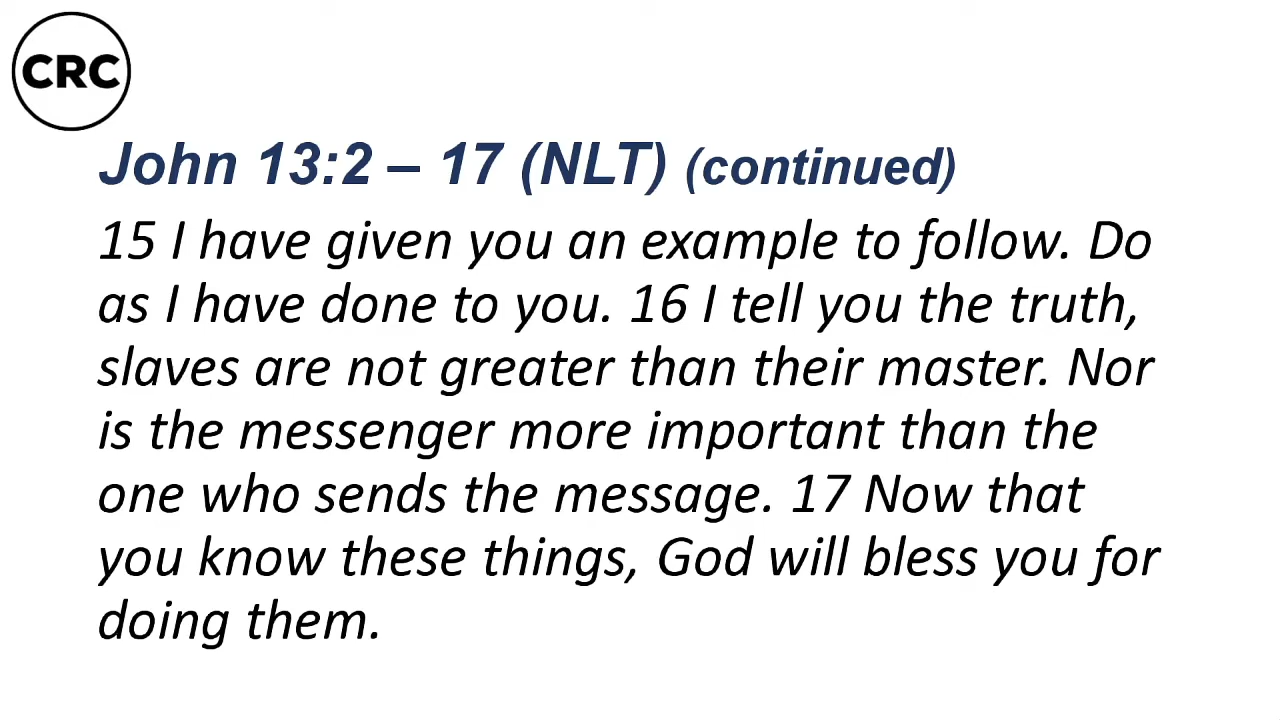 CRC
John 13:2 – 17 (NLT) (continued)
15 I have given you an example to follow. Do
as I have done to you. 16 I tell you the truth,
slaves are not greater than their master. Nor
is the messenger more important than the
one who sends the message. 17 Now that
you know these things, God will bless you for
doing them.